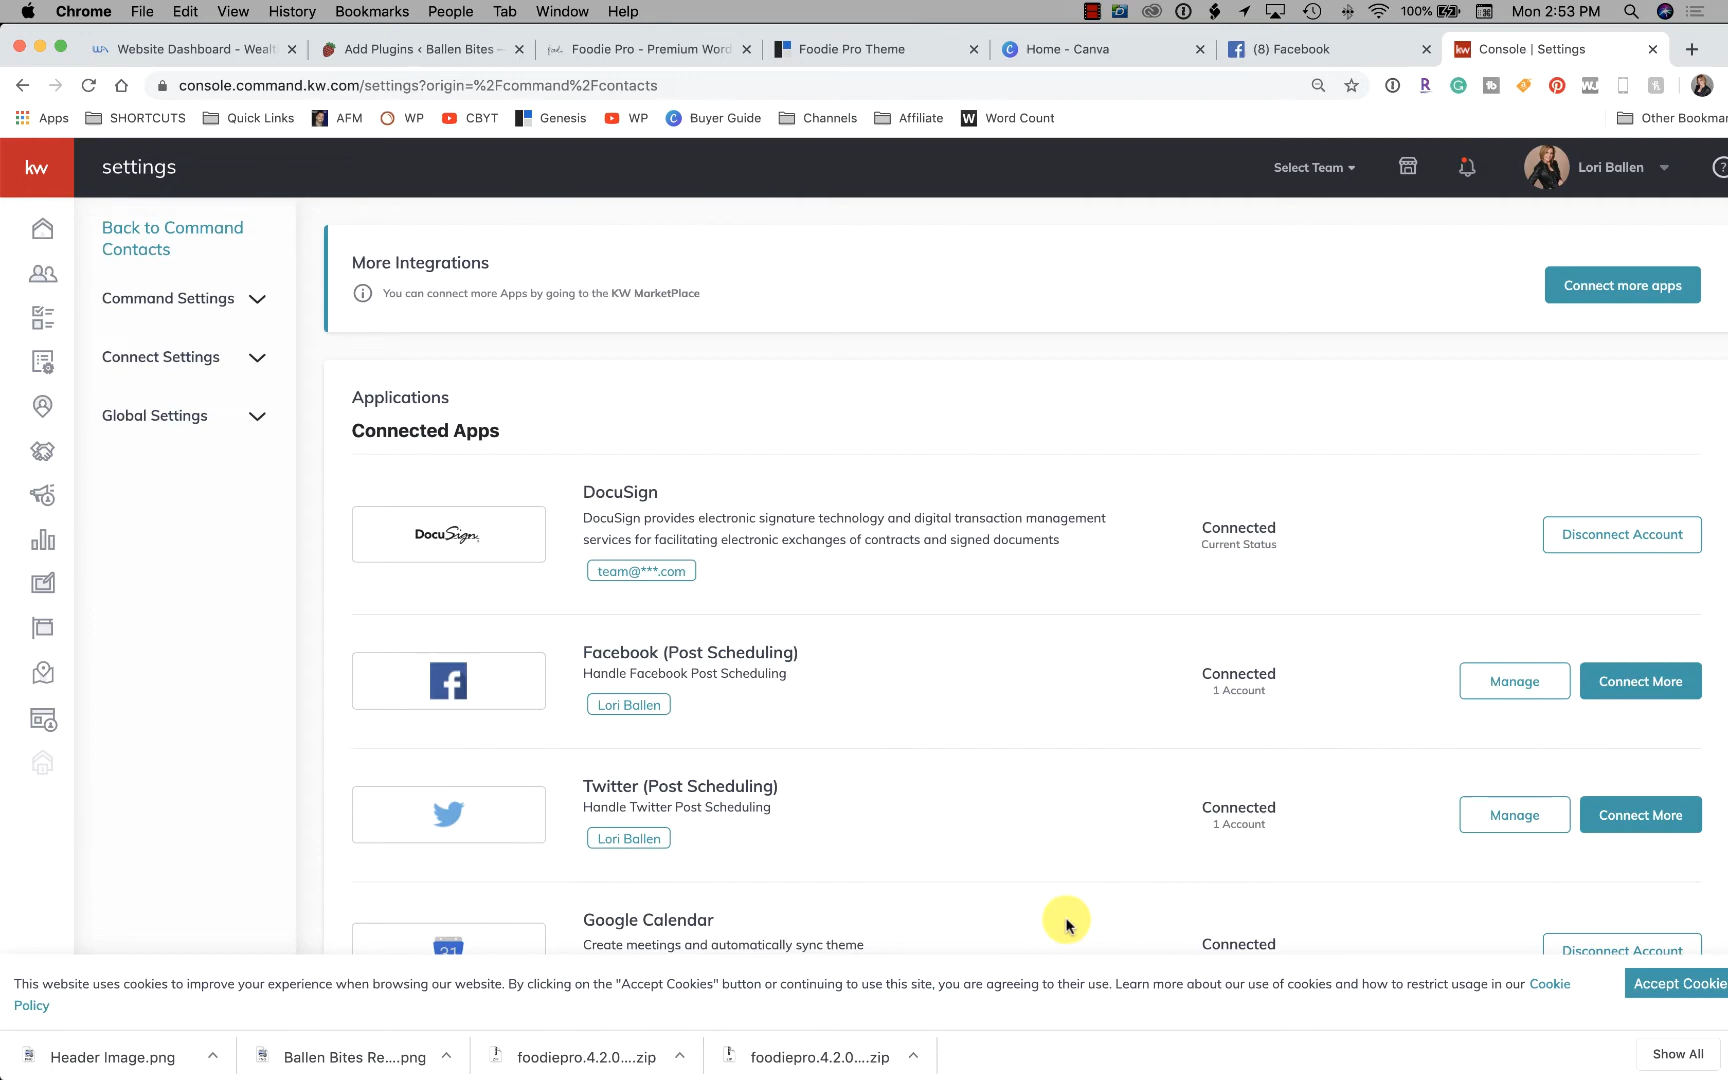 Chrome File Edit View History Bookmarks People Tab Window Help 100% Mon 2:53 PM
Website Dashboard - Wealt Add Plugins ‹ Ballen Bites — Foodie Pro - Premium Word Foodie Pro Theme Home - Canva (8) Facebook Console | Settings
console.command.kw.com/settings?origin=%2Fcommand%2Fcontacts
Apps SHORTCUTS Quick Links AFM WP CBYT Genesis WP Buyer Guide Channels Affiliate Word Count Other Bookmar
kw settings Select Team Lori Ballen
Back to Command
Contacts
Command Settings
Connect Settings
Global Settings
More Integrations
You can connect more Apps by going to the KW MarketPlace
Connect more apps
Applications
Connected Apps
DocuSign
DocuSign
DocuSign provides electronic signature technology and digital transaction management
services for facilitating electronic exchanges of contracts and signed documents
team@***.com
Connected
Current Status
Disconnect Account
Facebook (Post Scheduling)
Handle Facebook Post Scheduling
Lori Ballen
Connected
1 Account
Manage
Connect More
Twitter (Post Scheduling)
Handle Twitter Post Scheduling
Lori Ballen
Connected
1 Account
Manage
Connect More
31
Google Calendar
Create meetings and automatically sync theme
Connected
Disconnect Account
This website uses cookies to improve your experience when browsing our website. By clicking on the "Accept Cookies" button or continuing to use this site, you are agreeing to their use. Learn more about our use of cookies and how to restrict usage in our Cookie
Policy
Accept Cookie
Header Image.png Ballen Bites Re....png foodiepro.4.2.0....zip foodiepro.4.2.0....zip Show All